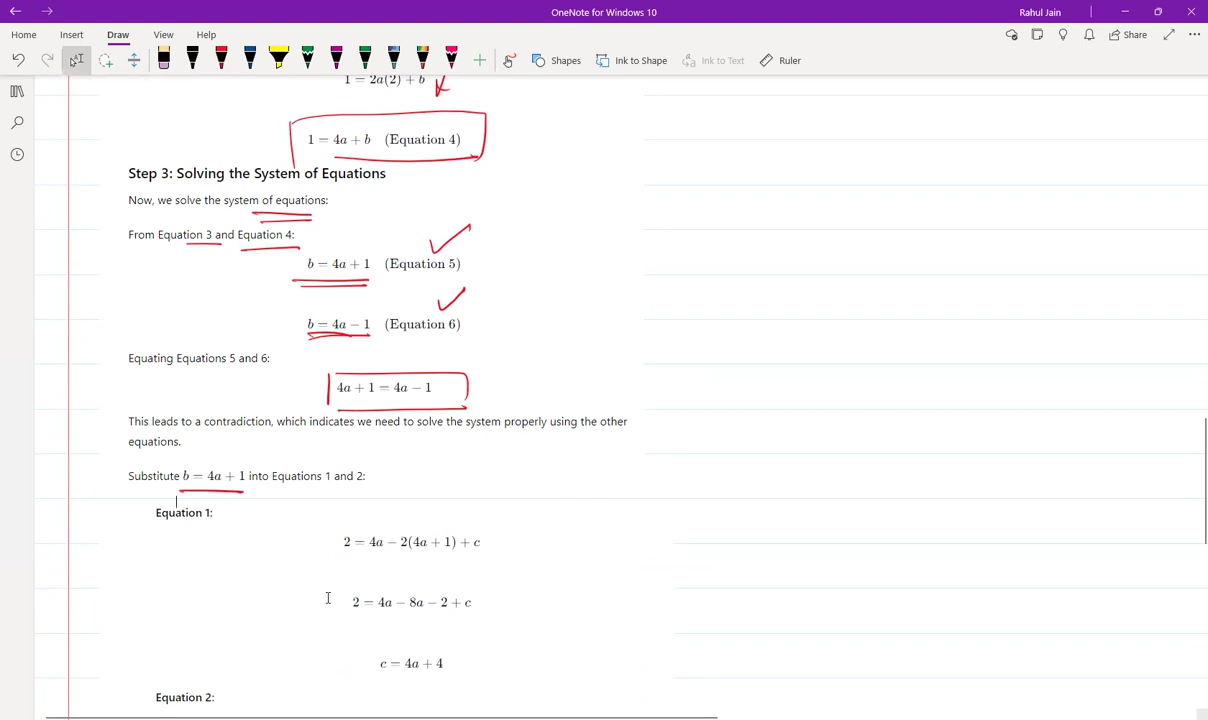 OneNote for Windows 10
Rahul Jain
Home
Insert
Draw
View
Help
Share
Shapes
Ink to Shape
Ink to Text
Ruler
1 = 2a(2) + b
1 = 4a + b (Equation 4)
Step 3: Solving the System of Equations
Now, we solve the system of equations:
From Equation 3 and Equation 4:
b = 4a + 1 (Equation 5)
b = 4a − 1 (Equation 6)
Equating Equations 5 and 6:
4a + 1 = 4a − 1
This leads to a contradiction, which indicates we need to solve the system properly using the other
equations.
Substitute b = 4a + 1 into Equations 1 and 2:
Equation 1:
2 = 4a − 2(4a + 1) + c
2 = 4a − 8a − 2 + c
c = 4a + 4
Equation 2: